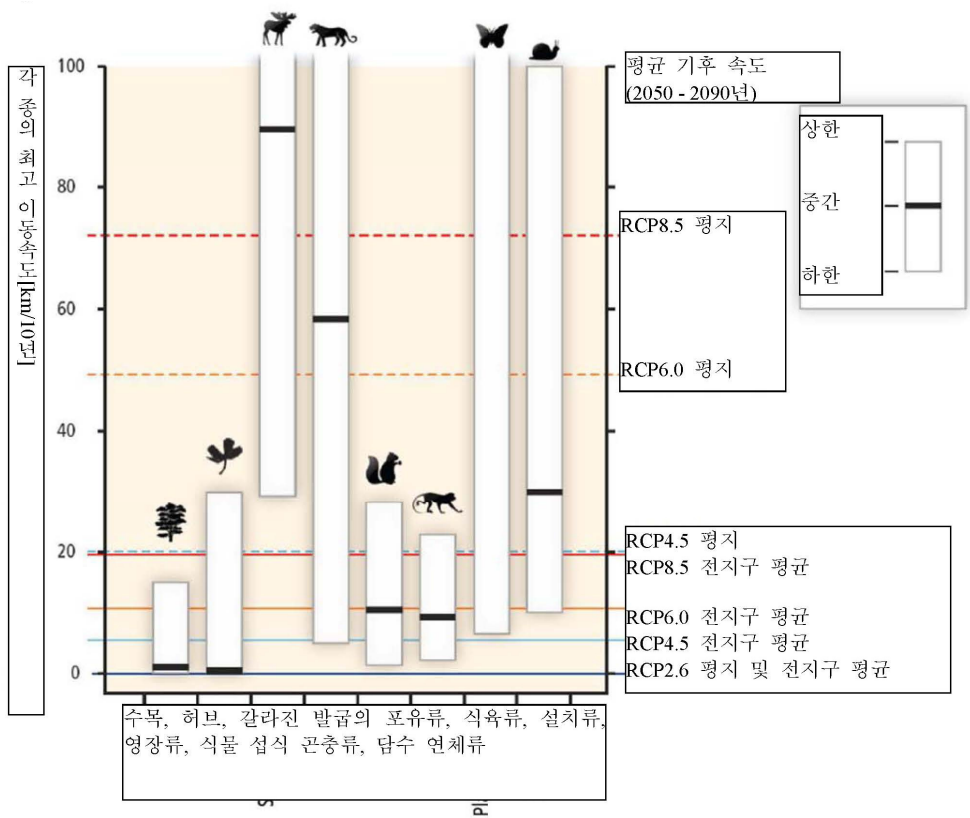 각 종의 최고 이동속도[km/10년]
100
80
60
40
20
0
평균 기후 속도
(2050 - 2090년)
상한
중간
하한
RCP8.5 평지
RCP6.0 평지
RCP4.5 평지
RCP8.5 전지구 평균
RCP6.0 전지구 평균
RCP4.5 전지구 평균
RCP2.6 평지 및 전지구 평균
수목, 허브, 갈라진 발굽의 포유류, 식육류, 설치류,
영장류, 식물 섭식 곤충류, 담수 연체류